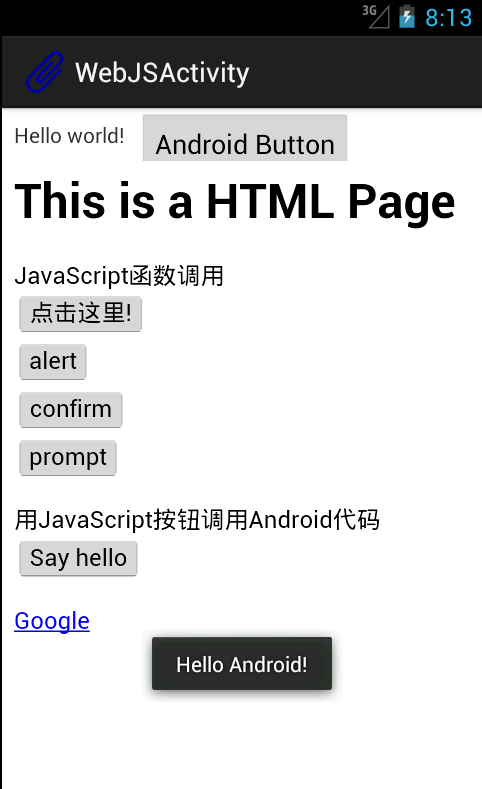 3G 8:13
WebJSActivity
Hello world! Android Button
This is a HTML Page
JavaScript函数调用
点击这里!
alert
confirm
prompt
用JavaScript按钮调用Android代码
Say hello
Google
Hello Android!